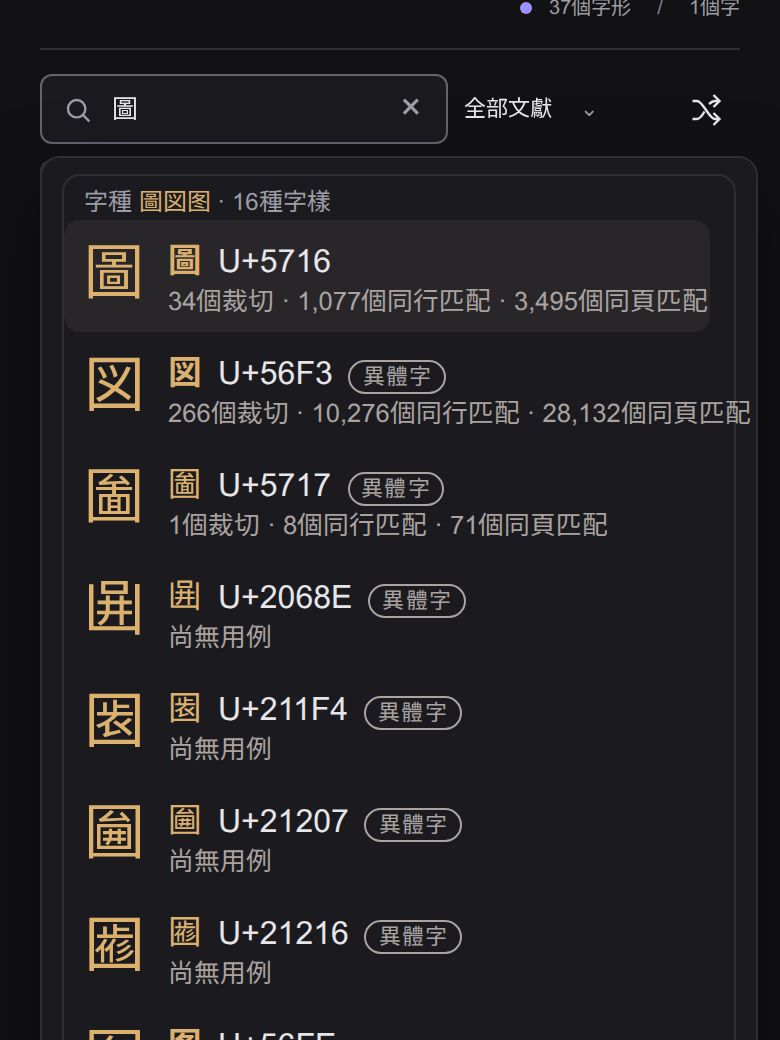 37個字形 / 1個字
圖
全部文獻
字種 圖図图 · 16種字樣
圖 圖 U+5716
34個裁切 · 1,077個同行匹配 · 3,495個同頁匹配
図 図 U+56F3 異體字
266個裁切 · 10,276個同行匹配 · 28,132個同頁匹配
圗 圗 U+5717 異體字
1個裁切 · 8個同行匹配 · 71個同頁匹配
𠚎 𠚎 U+2068E 異體字
尚無用例
𡇴 𡇴 U+211F4 異體字
尚無用例
𡈇 𡈇 U+21207 異體字
尚無用例
𡈖 𡈖 U+21216 異體字
尚無用例